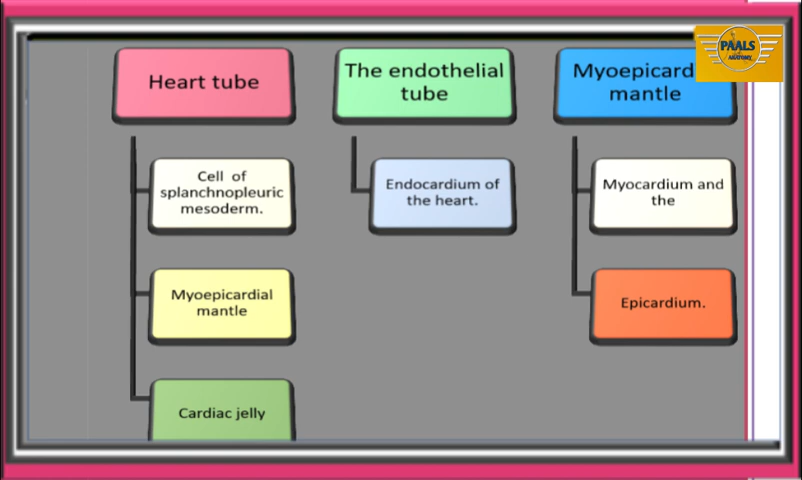 Heart tube
Cell of
splanchnopleuric
mesoderm.
Myoepicardial
mantle
Cardiac jelly
The endothelial
tube
Endocardium of
the heart.
Myoepicard
mantle
Myocardium and
the
Epicardium.
PAALS
ANATOMY